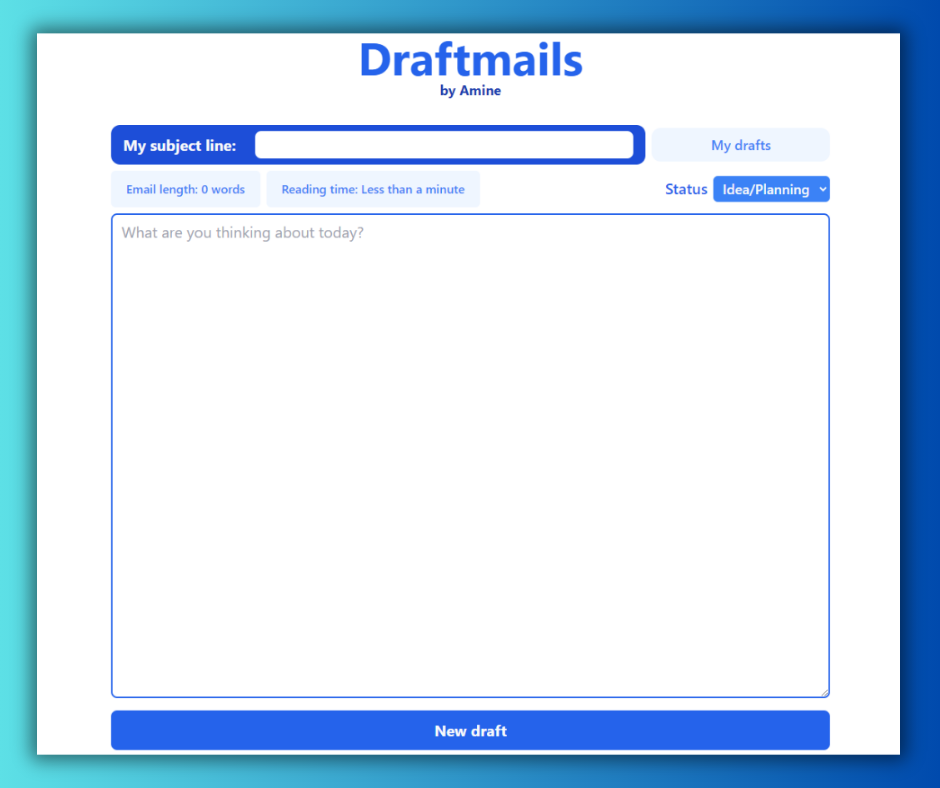 Draftmails
by Amine
My subject line:
My drafts
Email length: 0 words
Reading time: Less than a minute
Status
Idea/Planning
What are you thinking about today?
New draft